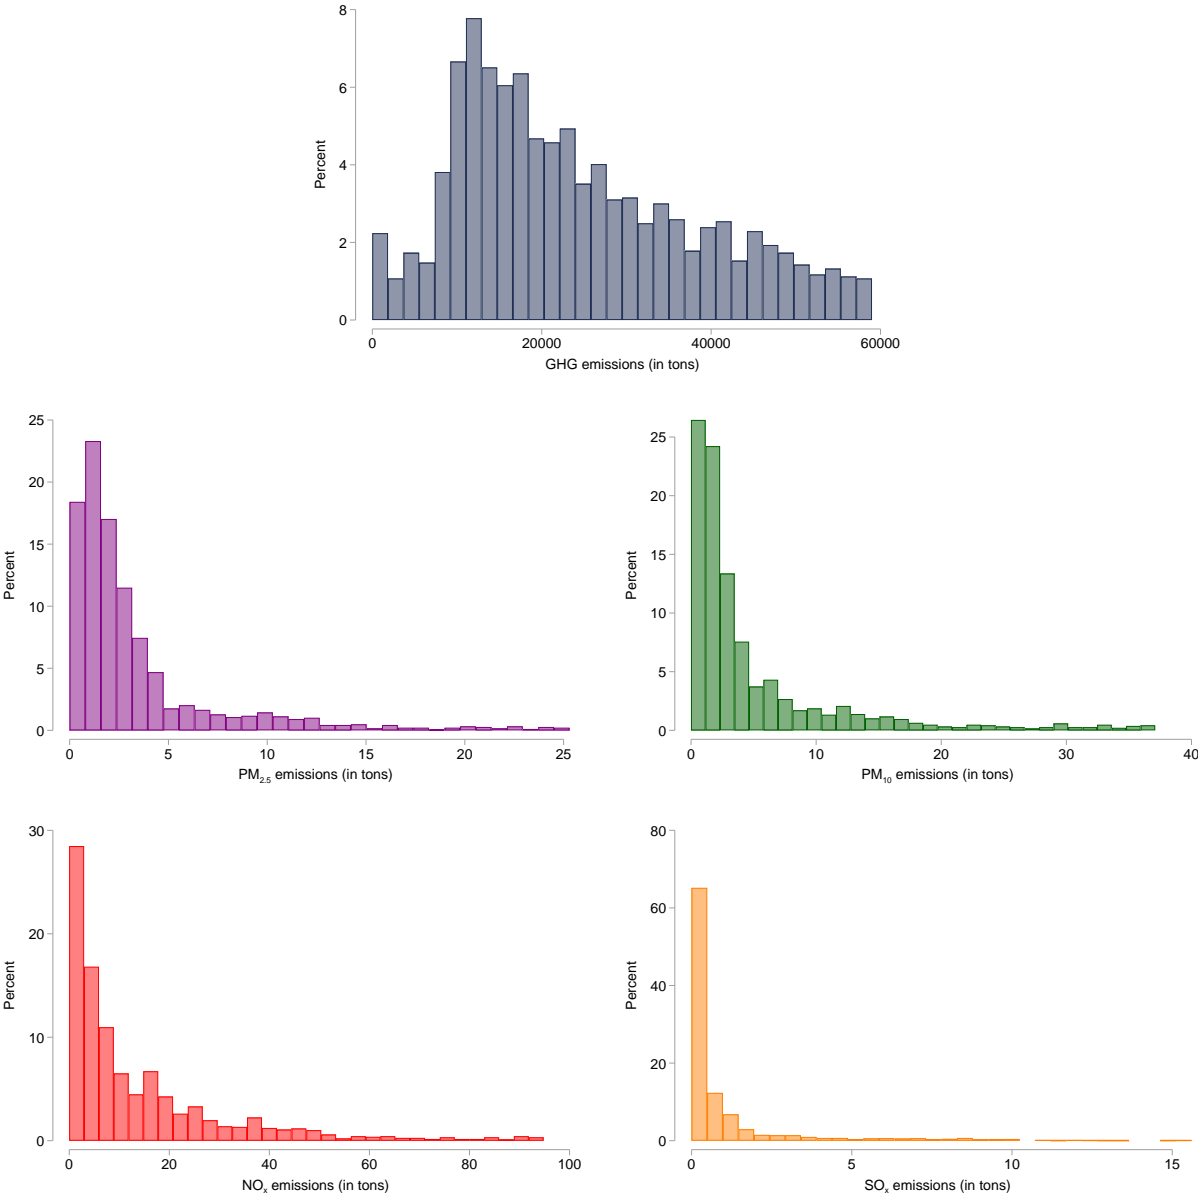 8
6
4
2
0
Percent
0 20000 40000 60000
GHG emissions (in tons)
25
20
15
10
5
0
Percent
0 5 10 15 20 25
PM2.5 emissions (in tons)
25
20
15
10
5
0
Percent
0 10 20 30 40
PM10 emissions (in tons)
30
20
10
0
Percent
0 20 40 60 80 100
NOx emissions (in tons)
80
60
40
20
0
Percent
0 5 10 15
SOx emissions (in tons)